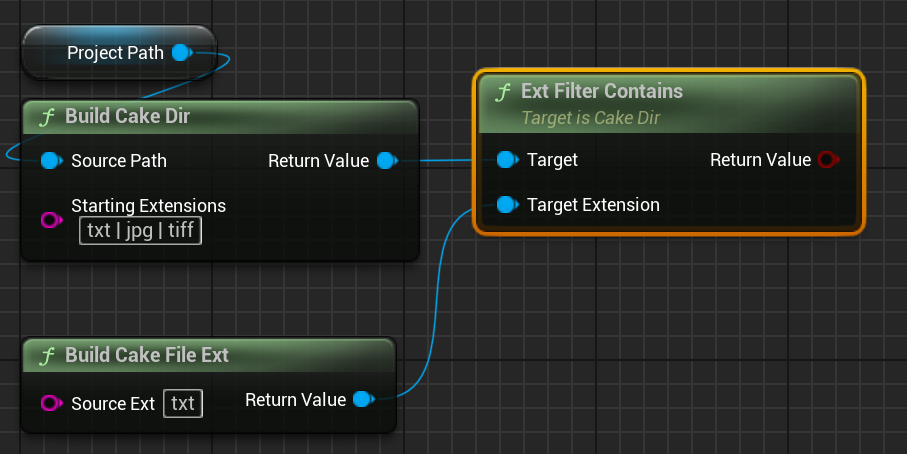 Project Path
Build Cake Dir
Source Path
Return Value
Starting Extensions
txt | jpg | tiff
Ext Filter Contains
Target is Cake Dir
Target
Return Value
Target Extension
Build Cake File Ext
Source Ext
txt
Return Value